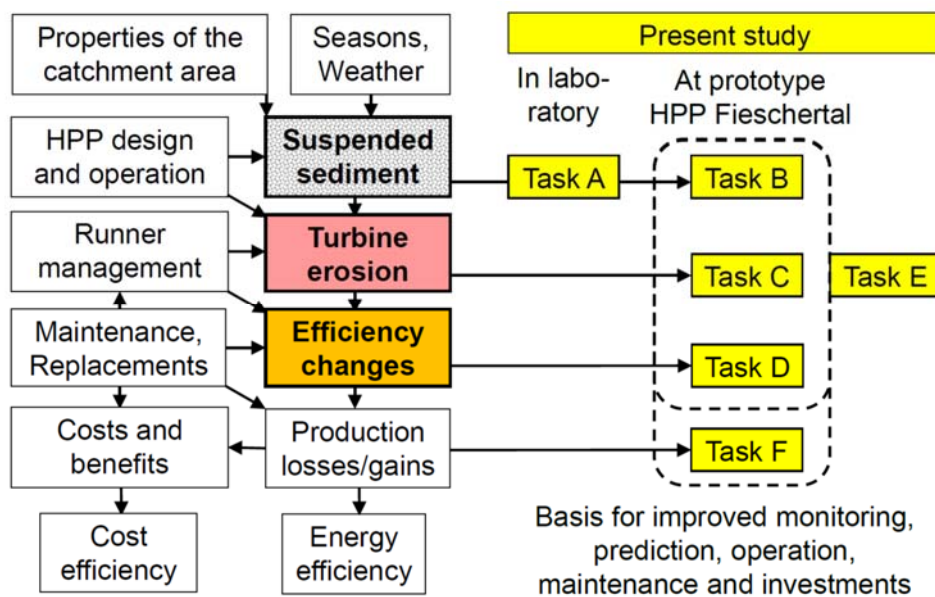 Properties of the
catchment area
Seasons,
Weather
Present study
In labo-
ratory
At prototype
HPP Fieschertal
HPP design
and operation
Suspended
sediment
Task A
Task B
Runner
management
Turbine
erosion
Task C
Task E
Maintenance,
Replacements
Efficiency
changes
Task D
Costs and
benefits
Production
losses/gains
Task F
Cost
efficiency
Energy
efficiency
Basis for improved monitoring,
prediction, operation,
maintenance and investments